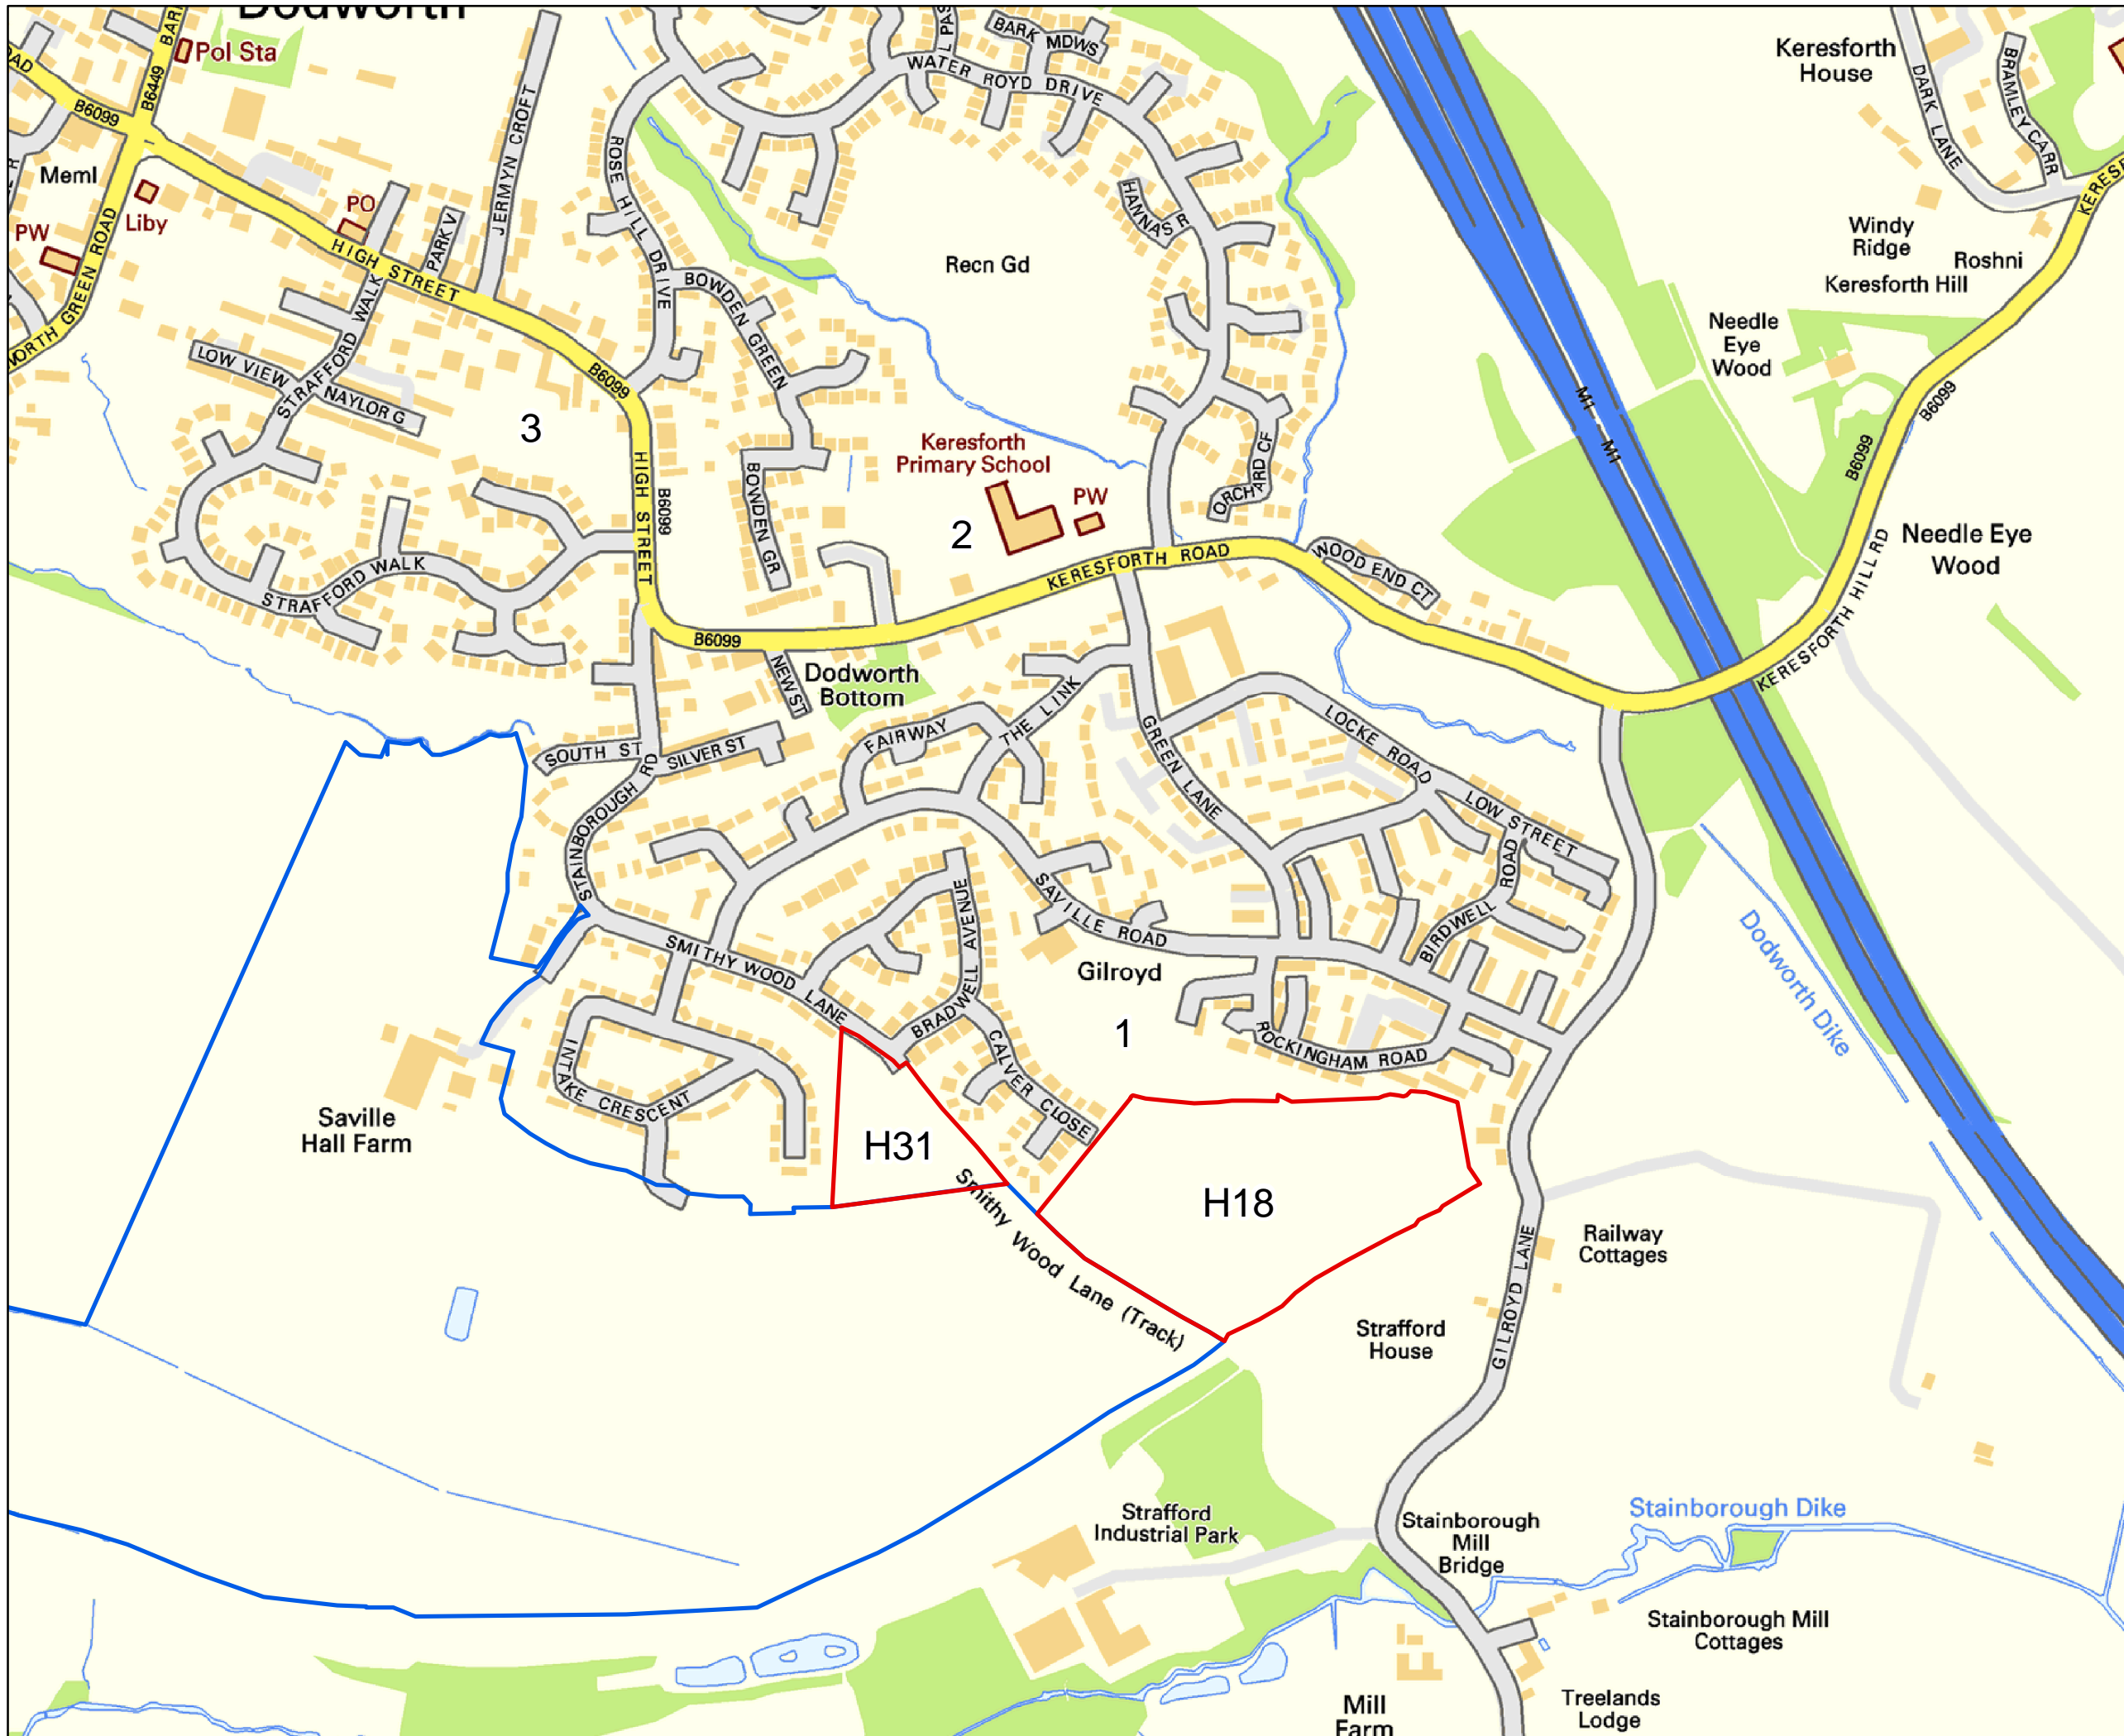 Dodworth
Pol Sta
B6449
B6099
Meml
Liby
PW
PO
HIGH STREET
PARK V
JERMYN CROFT
ROSE HILL DRIVE
WATER ROYD DRIVE
BARK MDWS
HANNAS R
Recn Gd
Keresforth
House
DARK LANE
BRAMLEY CARR
Windy
Ridge
Roshni
Keresforth Hill
Needle
Eye
Wood
M1
M1
B6099
B6099
Needle Eye
Wood
KERESFORTH HILL RD
LOW VIEW
STRAFFORD WALK
NAYLOR G
B6099
3
BOWDEN GREEN
BOWDEN GR
Keresforth
Primary School
PW
2
ORCHARD CF
HIGH STREET
B6099
STRAFFORD WALK
KERESFORTH ROAD
WOOD END CT
B6099
NEW ST
Dodworth
Bottom
SOUTH ST
SILVER ST
STAINBOROUGH RD
FAIRWAY
THE LINK
GREEN LANE
LOCKE ROAD
LOW STREET
BIRDWELL ROAD
SAVILLE ROAD
Gilroyd
1
ROCKINGHAM ROAD
SMITHY WOOD LANE
BRADWELL AVENUE
CALVER CLOSE
INTAKE CRESCENT
Saville
Hall Farm
H31
H18
Smithy Wood Lane (Track)
Dodworth Dike
Railway
Cottages
GILROYD LANE
Strafford
House
Strafford
Industrial Park
Stainborough
Mill
Bridge
Stainborough Dike
Stainborough Mill
Cottages
Mill
Farm
Treelands
Lodge